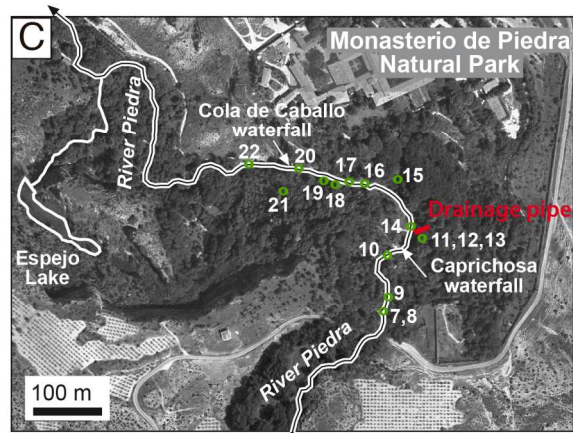 C
Monasterio de Piedra
Natural Park
River Piedra
Cola de Caballo
waterfall
22
20
17
16
15
19
18
21
14
Drainage pipe
11,12,13
10
Caprichosa
waterfall
Espejo
Lake
9
7,8
River Piedra
100 m